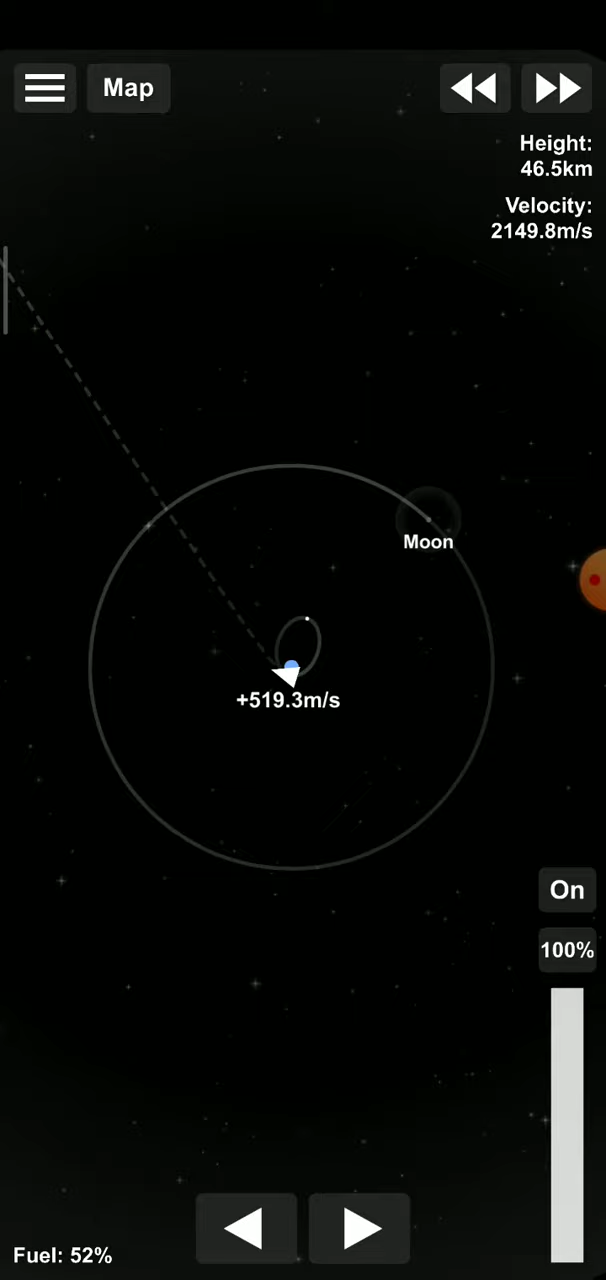 Map
Height:
46.5km
Velocity:
2149.8m/s
Moon
+519.3m/s
On
100%
Fuel: 52%